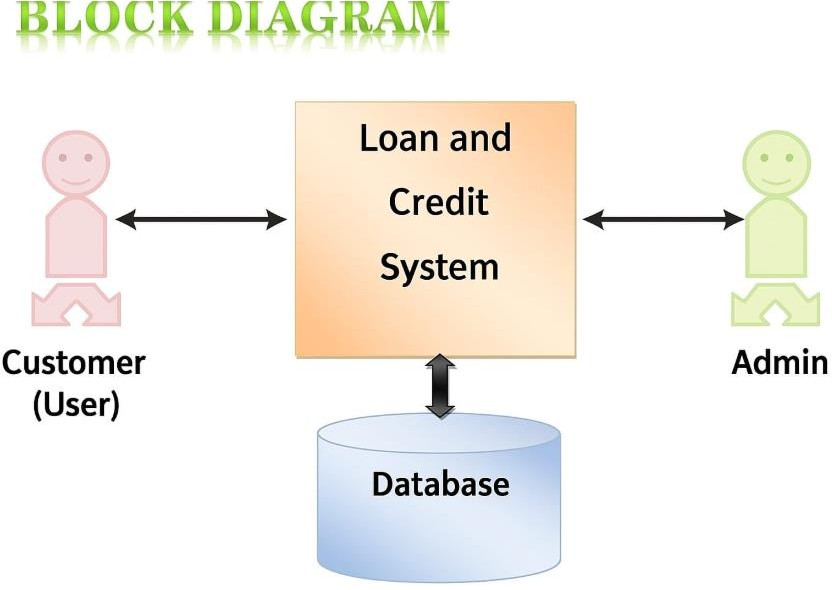 BLOCK DIAGRAM
Loan and
Credit
System
Customer
(User)
Admin
Database